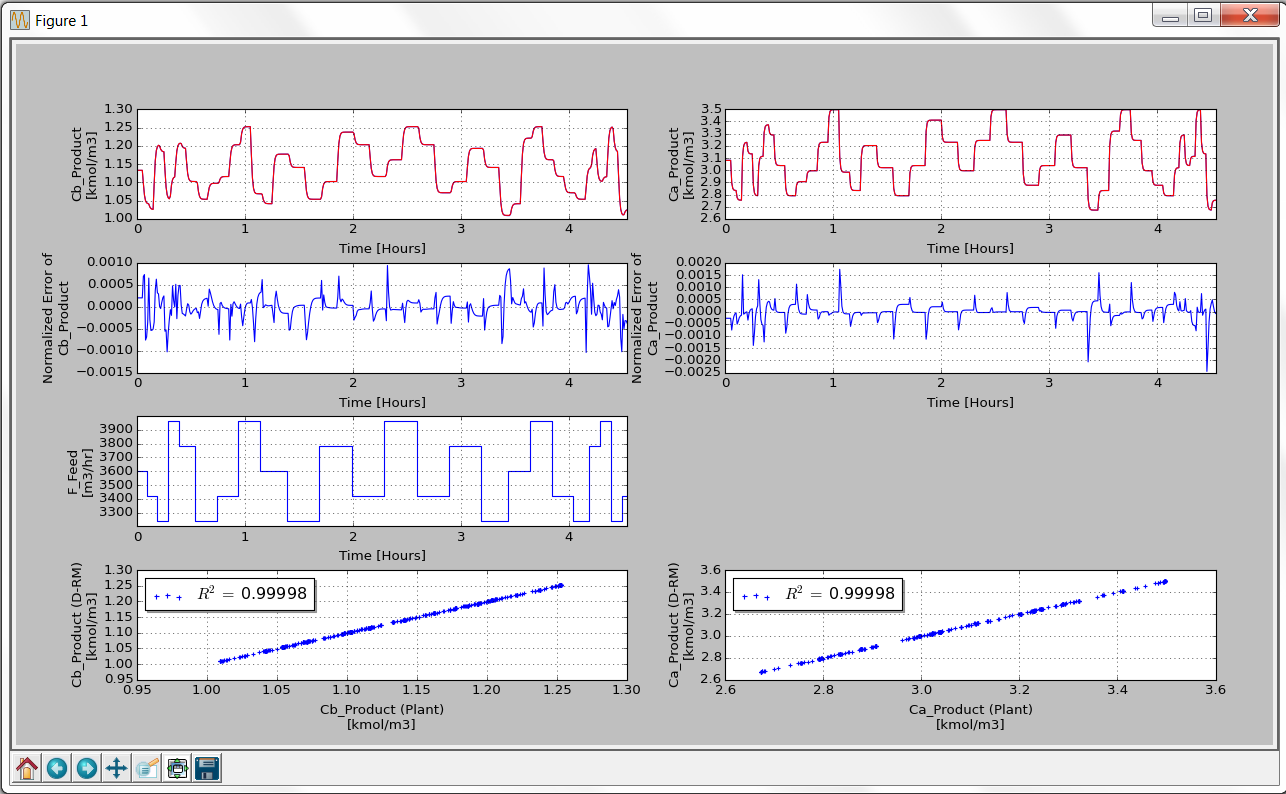 Figure 1
Cb_Product
[kmol/m3]
1.30
1.25
1.20
1.15
1.10
1.05
1.00
0 1 2 3 4
Time [Hours]
Ca_Product
[kmol/m3]
3.5
3.4
3.3
3.2
3.1
3.0
2.9
2.8
2.7
2.6
0 1 2 3 4
Time [Hours]
Normalized Error of
Cb_Product
0.0010
0.0005
0.0000
−0.0005
−0.0010
−0.0015
0 1 2 3 4
Time [Hours]
Normalized Error of
Ca_Product
0.0020
0.0015
0.0010
0.0005
0.0000
−0.0005
−0.0010
−0.0015
−0.0020
−0.0025
0 1 2 3 4
Time [Hours]
F_Feed
[m3/hr]
3900
3800
3700
3600
3500
3400
3300
0 1 2 3 4
Time [Hours]
Cb_Product (D-RM)
[kmol/m3]
1.30
1.25
1.20
1.15
1.10
1.05
1.00
0.95
R² = 0.99998
0.95 1.00 1.05 1.10 1.15 1.20 1.25 1.30
Cb_Product (Plant)
[kmol/m3]
Ca_Product (D-RM)
[kmol/m3]
3.6
3.4
3.2
3.0
2.8
2.6
R² = 0.99998
2.6 2.8 3.0 3.2 3.4 3.6
Ca_Product (Plant)
[kmol/m3]